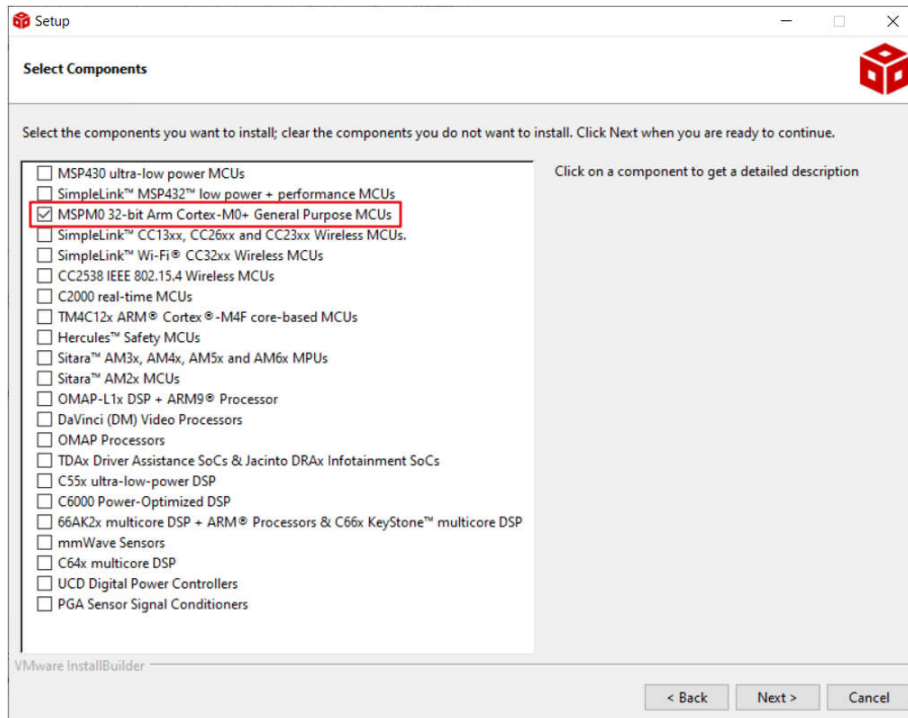 Setup
Select Components
Select the components you want to install; clear the components you do not want to install. Click Next when you are ready to continue.
MSP430 ultra-low power MCUs
Click on a component to get a detailed description
SimpleLink™ MSP432™ low power + performance MCUs
MSPM0 32-bit Arm Cortex-M0+ General Purpose MCUs
SimpleLink™ CC13xx, CC26xx and CC23xx Wireless MCUs.
SimpleLink™ Wi-Fi® CC32xx Wireless MCUs
CC2538 IEEE 802.15.4 Wireless MCUs
C2000 real-time MCUs
TM4C12x ARM® Cortex®-M4F core-based MCUs
Hercules™ Safety MCUs
Sitara™ AM3x, AM4x, AM5x and AM6x MPUs
Sitara™ AM2x MCUs
OMAP-L1x DSP + ARM9® Processor
DaVinci (DM) Video Processors
OMAP Processors
TDAx Driver Assistance SoCs & Jacinto DRAx Infotainment SoCs
C55x ultra-low-power DSP
C6000 Power-Optimized DSP
66AK2x multicore DSP + ARM® Processors & C66x KeyStone™ multicore DSP
mmWave Sensors
C64x multicore DSP
UCD Digital Power Controllers
PGA Sensor Signal Conditioners
VMware InstallBuilder
< Back Next > Cancel